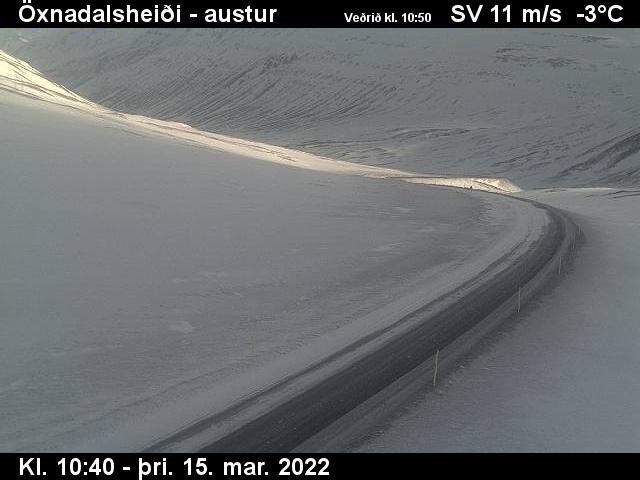 Öxnadalsheiði - austur Veðrið kl. 10:50 SV 11 m/s -3°C
Kl. 10:40 - þri. 15. mar. 2022